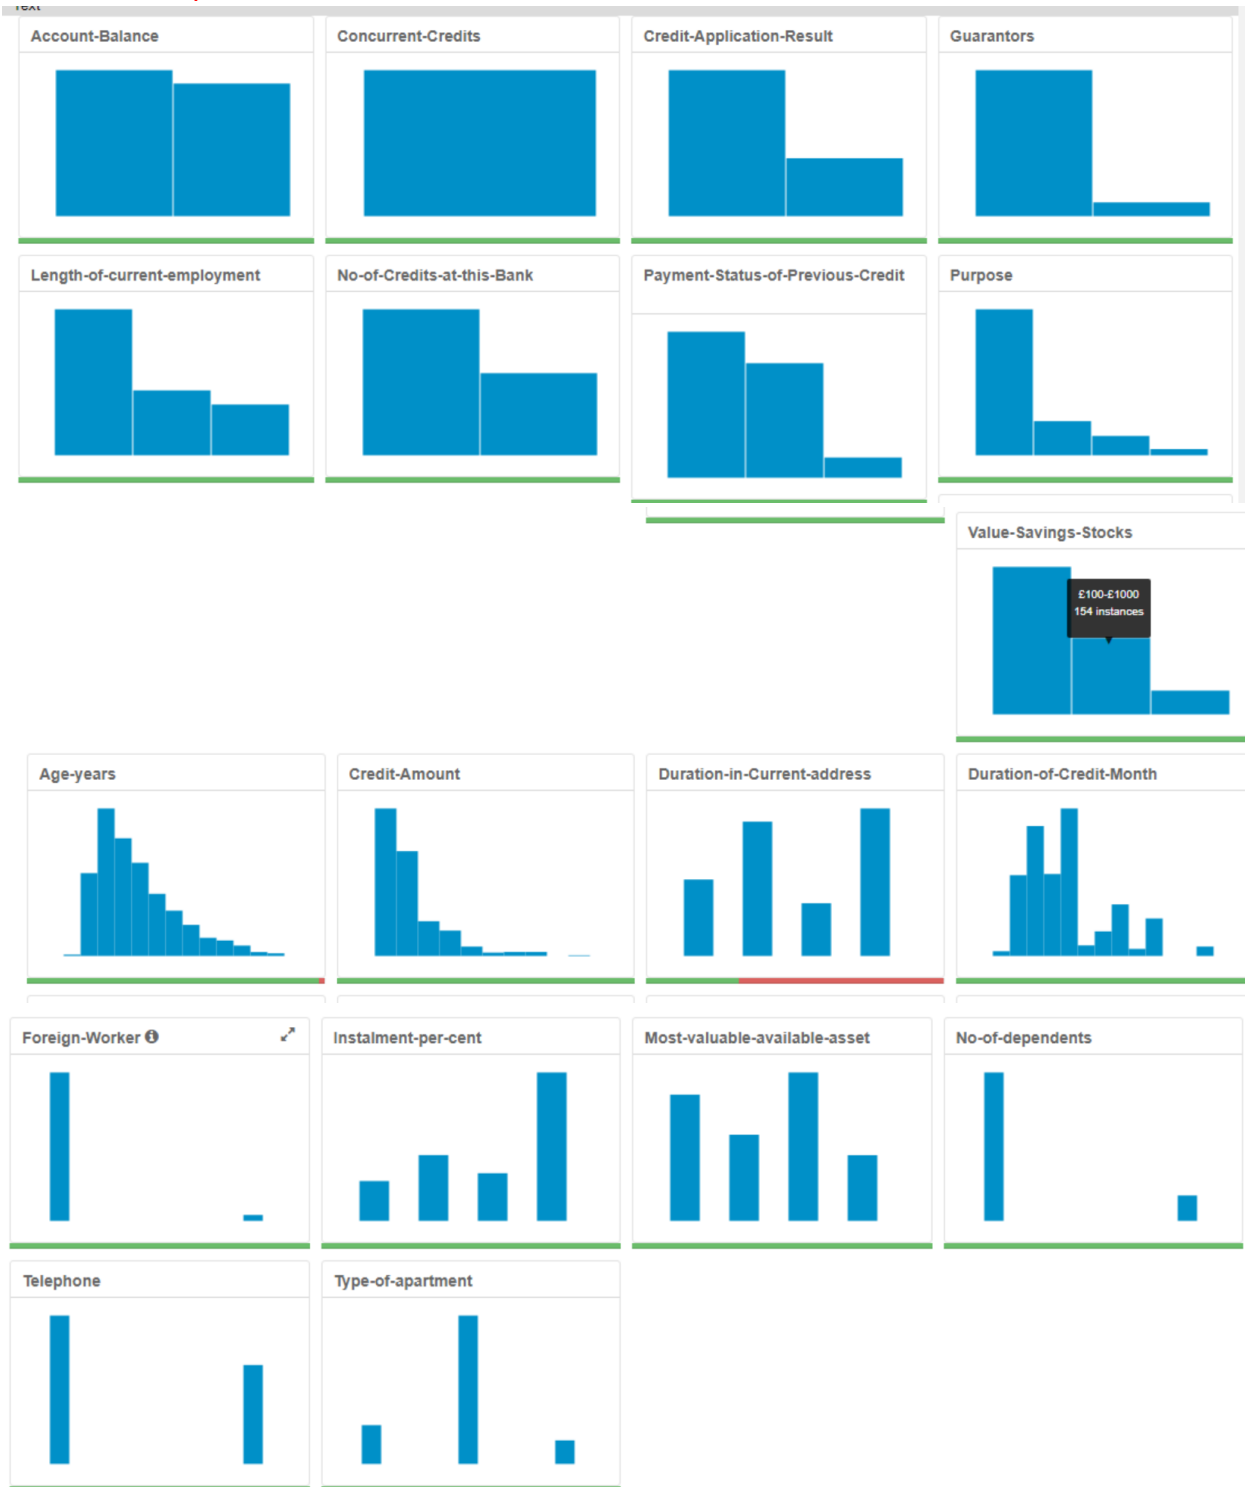 Text
Account-Balance
Concurrent-Credits
Credit-Application-Result
Guarantors
Length-of-current-employment
No-of-Credits-at-this-Bank
Payment-Status-of-Previous-Credit
Purpose
Value-Savings-Stocks
£100-£1000
154 instances
Age-years
Credit-Amount
Duration-in-Current-address
Duration-of-Credit-Month
Foreign-Worker
Instalment-per-cent
Most-valuable-available-asset
No-of-dependents
Telephone
Type-of-apartment